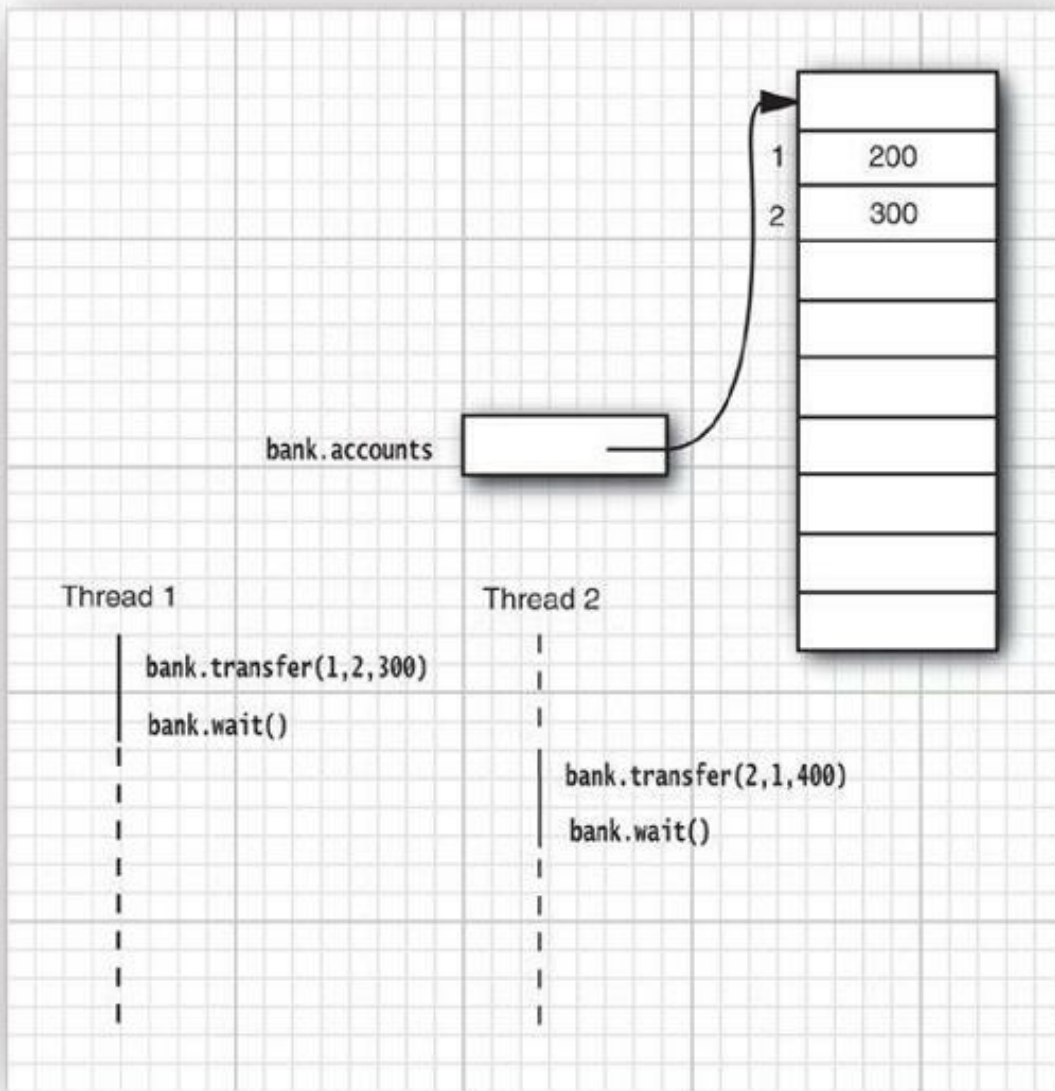 1 200
2 300
bank.accounts
Thread 1
Thread 2
bank.transfer(1,2,300)
bank.wait()
bank.transfer(2,1,400)
bank.wait()